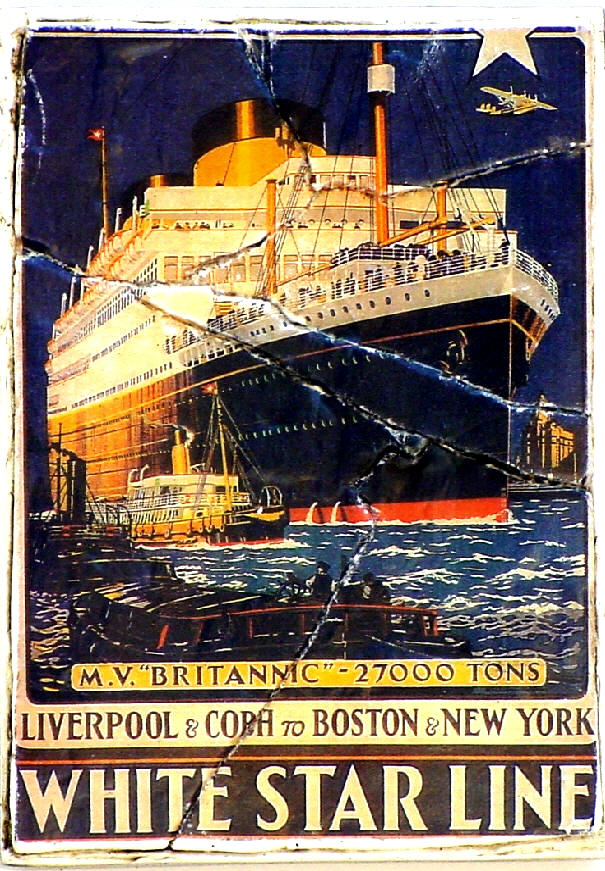 M.V. "BRITANNIC" - 27000 TONS
LIVERPOOL & COBH TO BOSTON & NEW YORK
WHITE STAR LINE